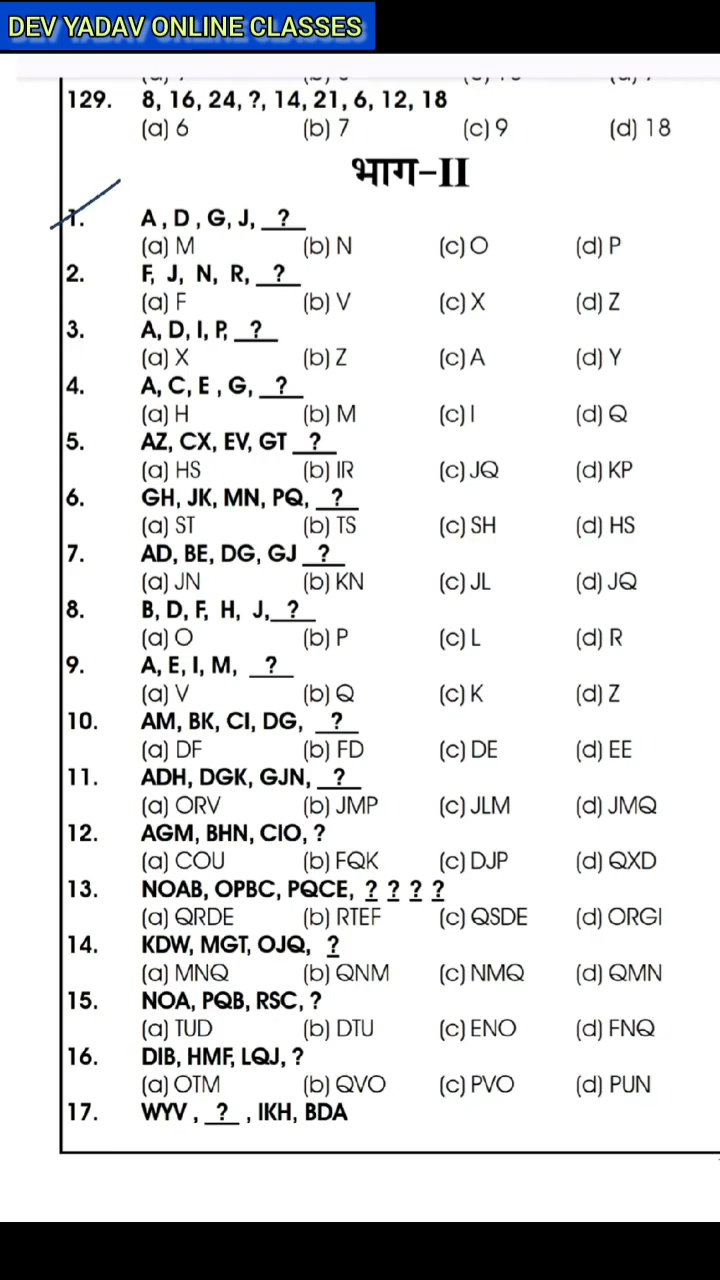 DEV YADAV ONLINE CLASSES
129. 8, 16, 24, ?, 14, 21, 6, 12, 18
(a) 6 (b) 7 (c) 9 (d) 18
भाग-II
1. A , D , G, J, ?
(a) M (b) N (c) O (d) P
2. F, J, N, R, ?
(a) F (b) V (c) X (d) Z
3. A, D, I, P, ?
(a) X (b) Z (c) A (d) Y
4. A, C, E , G, ?
(a) H (b) M (c) I (d) Q
5. AZ, CX, EV, GT ?
(a) HS (b) IR (c) JQ (d) KP
6. GH, JK, MN, PQ, ?
(a) ST (b) TS (c) SH (d) HS
7. AD, BE, DG, GJ ?
(a) JN (b) KN (c) JL (d) JQ
8. B, D, F, H, J, ?
(a) O (b) P (c) L (d) R
9. A, E, I, M, ?
(a) V (b) Q (c) K (d) Z
10. AM, BK, CI, DG, ?
(a) DF (b) FD (c) DE (d) EE
11. ADH, DGK, GJN, ?
(a) ORV (b) JMP (c) JLM (d) JMQ
12. AGM, BHN, CIO, ?
(a) COU (b) FQK (c) DJP (d) QXD
13. NOAB, OPBC, PQCE, ? ? ? ?
(a) QRDE (b) RTEF (c) QSDE (d) ORGI
14. KDW, MGT, OJQ, ?
(a) MNQ (b) QNM (c) NMQ (d) QMN
15. NOA, PQB, RSC, ?
(a) TUD (b) DTU (c) ENO (d) FNQ
16. DIB, HMF, LQJ, ?
(a) OTM (b) QVO (c) PVO (d) PUN
17. WYV , ? , IKH, BDA